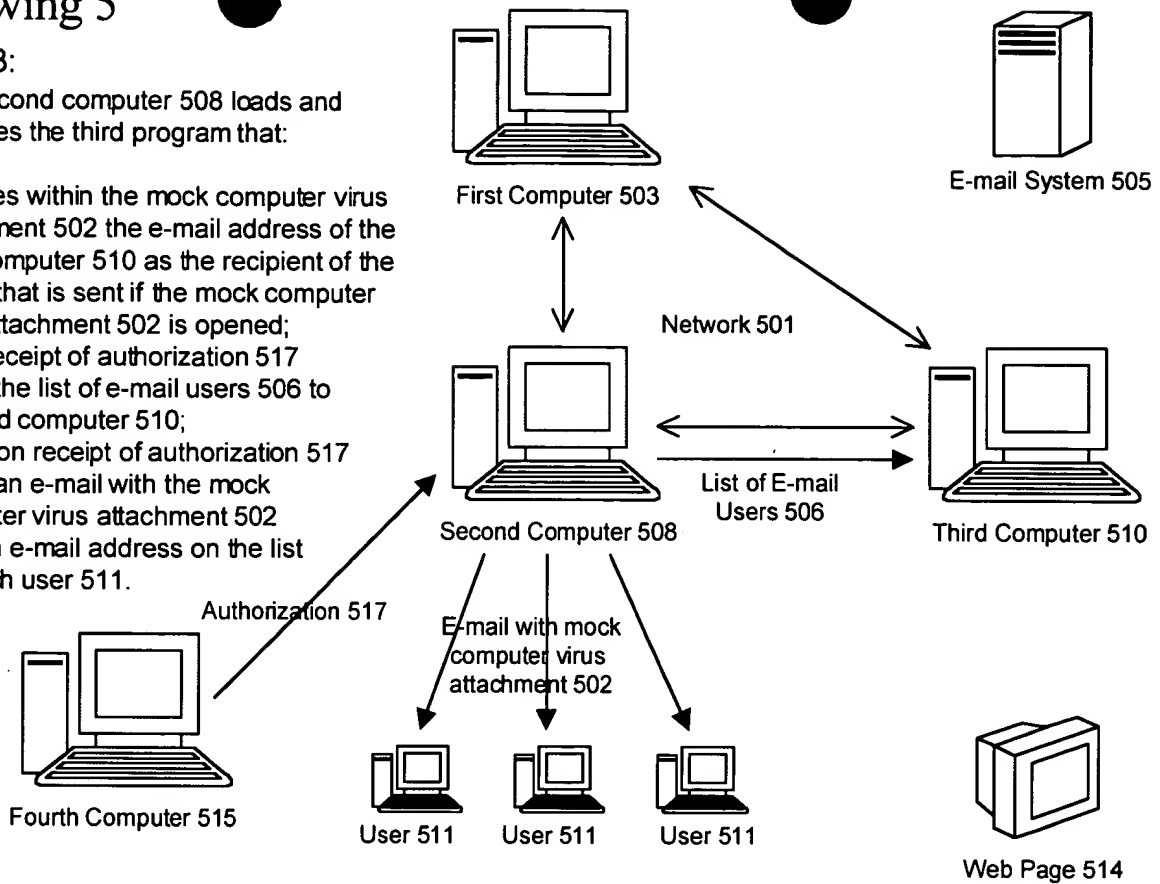 wing 5
3:
cond computer 508 loads and
es the third program that:
es within the mock computer virus
nent 502 the e-mail address of the
omputer 510 as the recipient of the
that is sent if the mock computer
ttachment 502 is opened;
eceipt of authorization 517
the list of e-mail users 506 to
d computer 510;
on receipt of authorization 517
an e-mail with the mock
ter virus attachment 502
n e-mail address on the list
h user 511.
First Computer 503
E-mail System 505
Network 501
List of E-mail
Users 506
Second Computer 508
Third Computer 510
Authorization 517
E-mail with mock
computer virus
attachment 502
Fourth Computer 515
User 511
User 511
User 511
Web Page 514